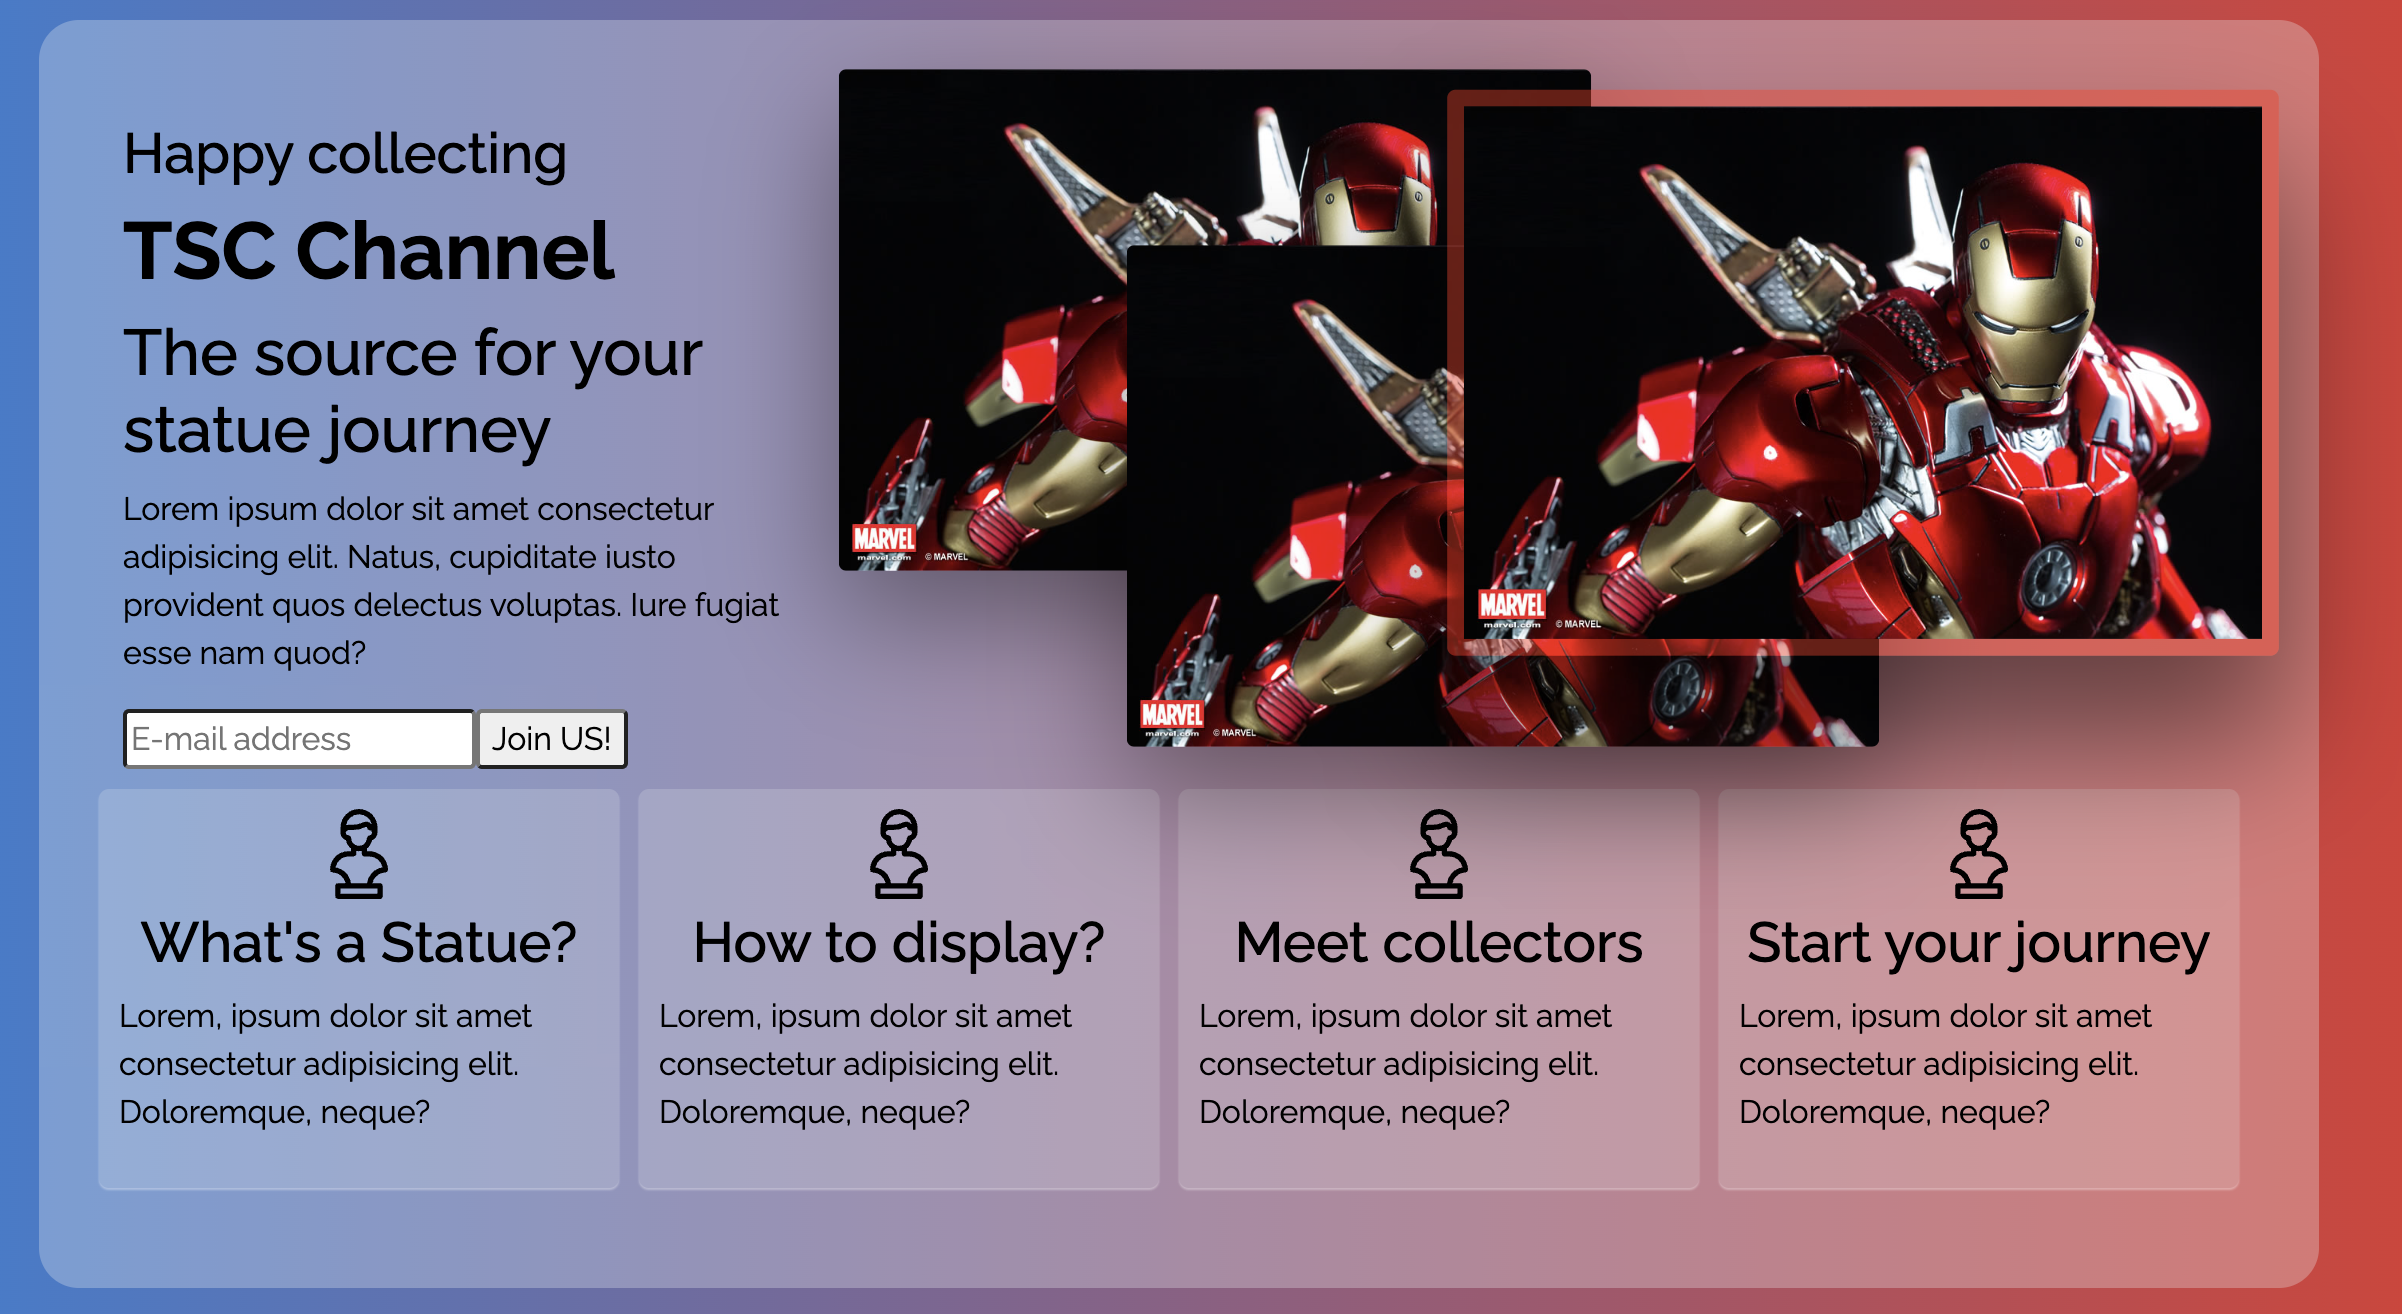 Happy collecting
TSC Channel
The source for your
statue journey
Lorem ipsum dolor sit amet consectetur
adipisicing elit. Natus, cupiditate iusto
provident quos delectus voluptas. Iure fugiat
esse nam quod?
E-mail address
Join US!
MARVEL
marvel.com
© MARVEL
MARVEL
marvel.com
© MARVEL
MARVEL
marvel.com
© MARVEL
What's a Statue?
Lorem, ipsum dolor sit amet
consectetur adipisicing elit.
Doloremque, neque?
How to display?
Lorem, ipsum dolor sit amet
consectetur adipisicing elit.
Doloremque, neque?
Meet collectors
Lorem, ipsum dolor sit amet
consectetur adipisicing elit.
Doloremque, neque?
Start your journey
Lorem, ipsum dolor sit amet
consectetur adipisicing elit.
Doloremque, neque?